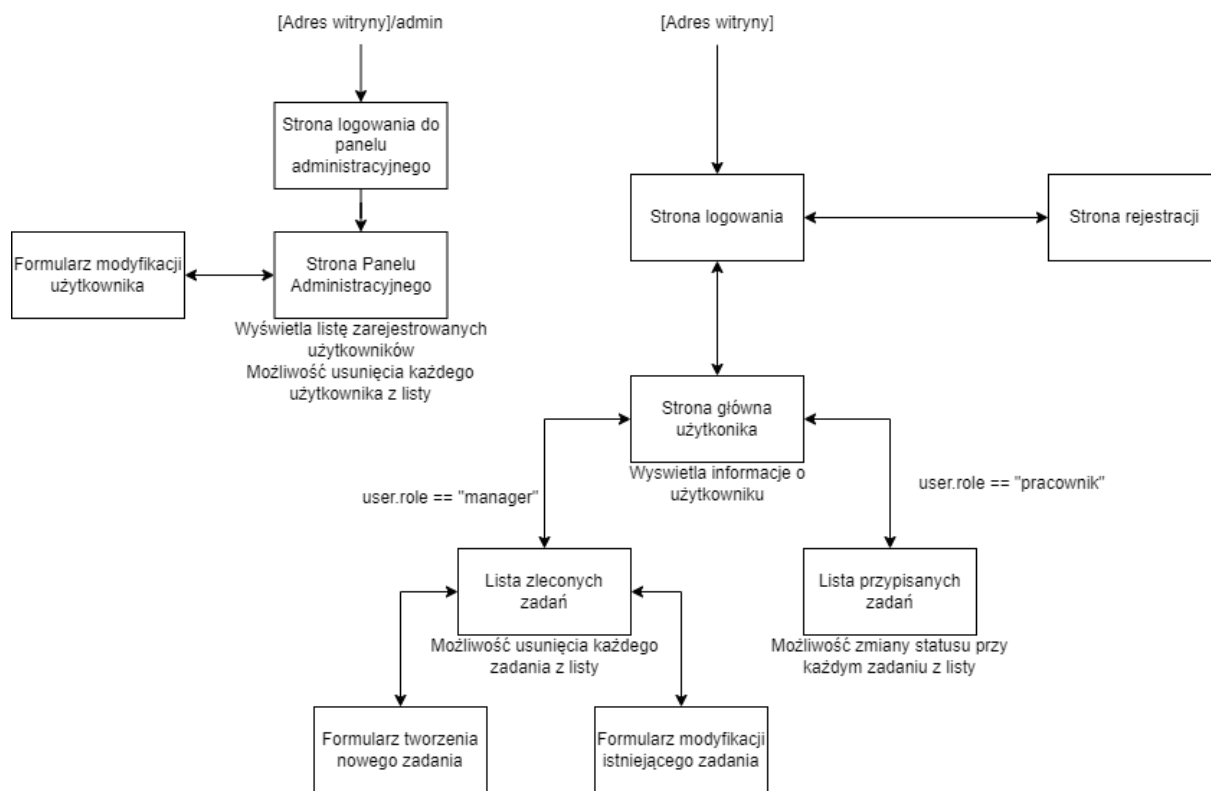 [Adres witryny]/admin
[Adres witryny]
Strona logowania do
panelu
administracyjnego
Strona logowania
Strona rejestracji
Formularz modyfikacji
użytkownika
Strona Panelu
Administracyjnego
Wyświetla listę zarejestrowanych
użytkowników
Możliwość usunięcia każdego
użytkownika z listy
Strona główna
użytkonika
Wyswietla informacje o
użytkowniku
user.role == "manager"
user.role == "pracownik"
Lista zleconych
zadań
Możliwość usunięcia każdego
zadania z listy
Lista przypisanych
zadań
Możliwość zmiany statusu przy
każdym zadaniu z listy
Formularz tworzenia
nowego zadania
Formularz modyfikacji
istniejącego zadania